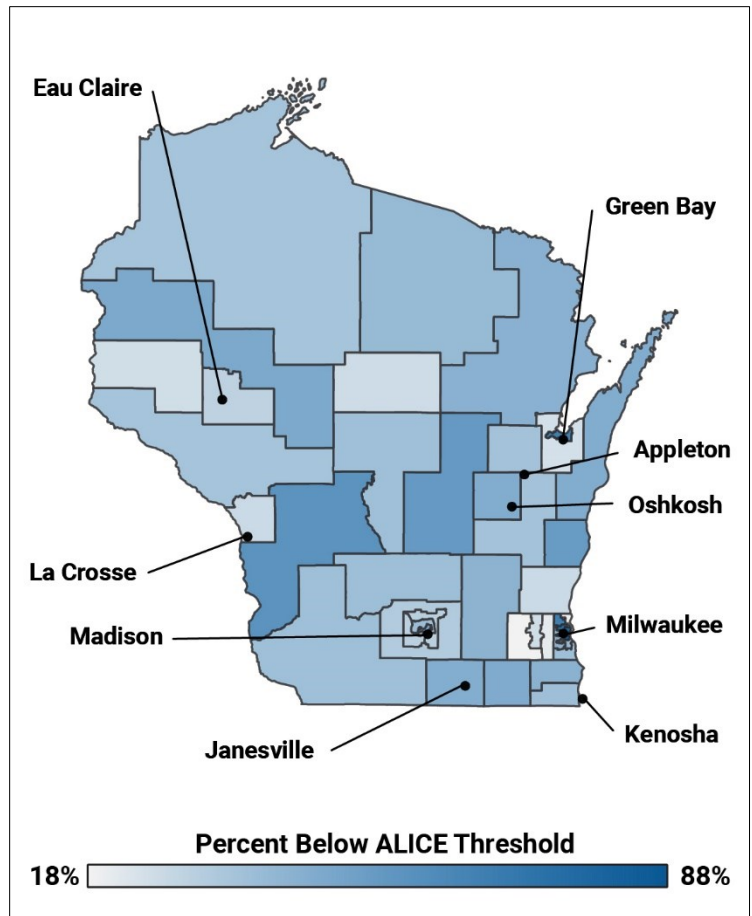 Eau Claire
Green Bay
Appleton
Oshkosh
La Crosse
Madison
Milwaukee
Kenosha
Janesville
Percent Below ALICE Threshold
18%
88%